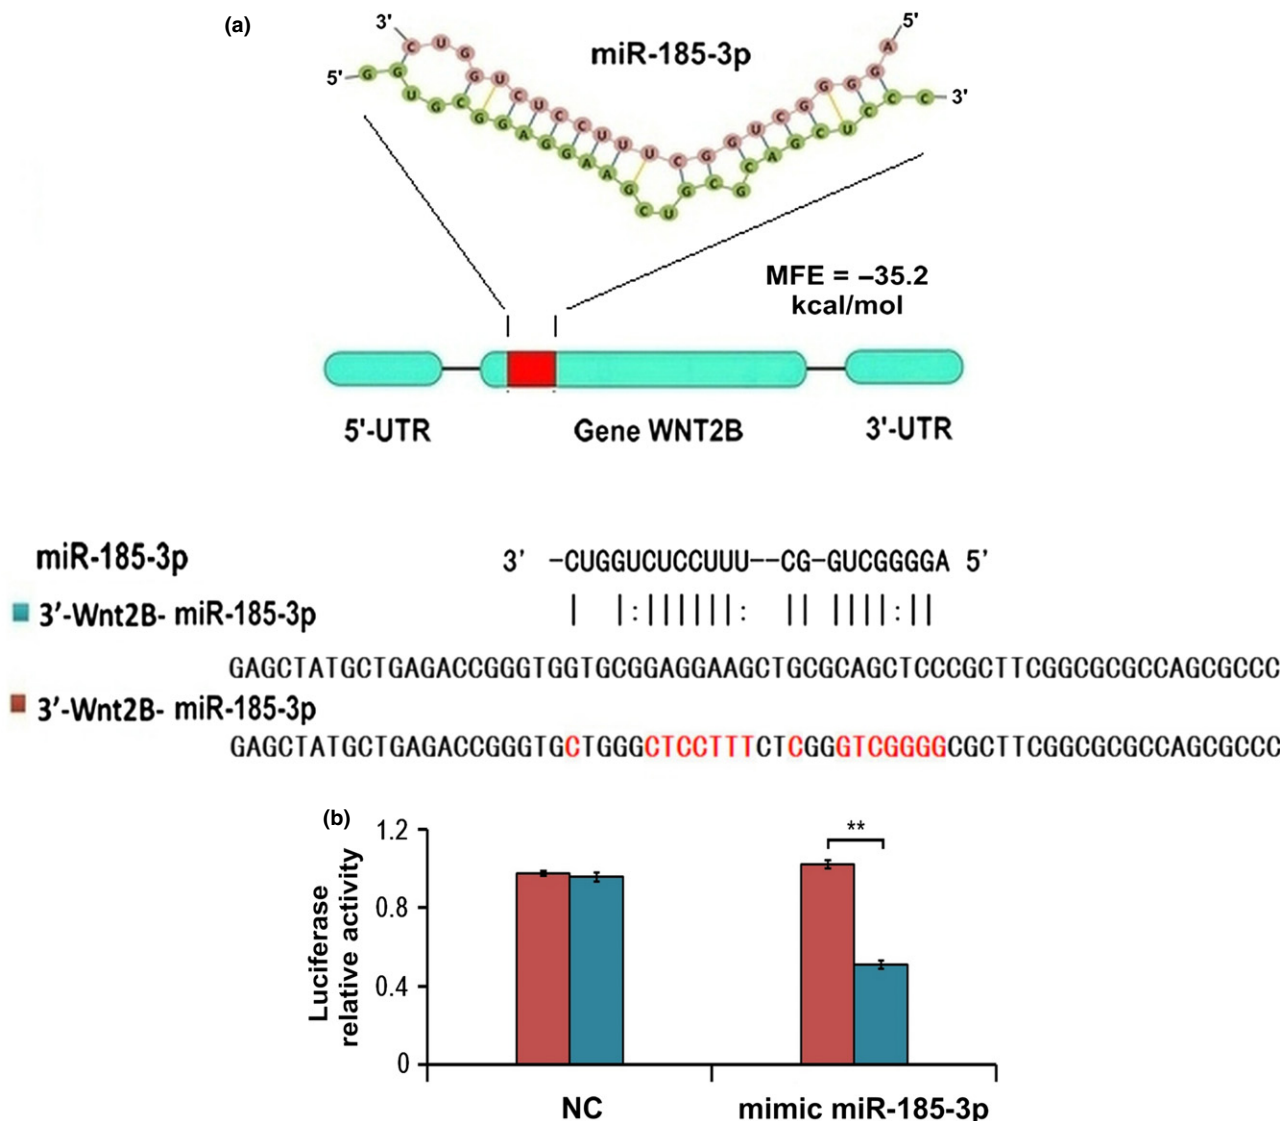 (a)
3'
5'
miR-185-3p
5'
3'
C U G G U C U C C U U U C G G U C G G G G A
G G U G C G G A G G A A G C U G C G C A G C U C C C
MFE = –35.2
kcal/mol
5'-UTR
Gene WNT2B
3'-UTR
miR-185-3p
3' -CUGGUCUCCUUU--CG-GUCGGGGA 5'
| |:||||||: || ||||:||
3'-Wnt2B- miR-185-3p
GAGCTATGCTGAGACCGGGTGGTGCGGAGGAAGCTGCGCAGCTCCCGCTTCGGCGCGCCAGCGCCC
3'-Wnt2B- miR-185-3p
GAGCTATGCTGAGACCGGGTGCTGGGCTCCTTTCTCGGGTCGGGGCGCTTCGGCGCGCCAGCGCCC
(b)
Luciferase
relative activity
1.2
0.8
0.4
0
**
NC
mimic miR-185-3p